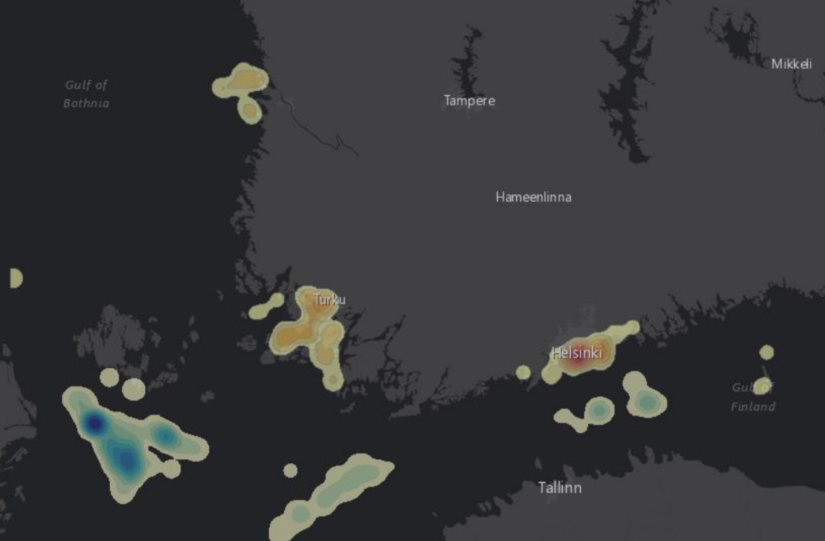 Mikkeli
Gulf of
Bothnia
Tampere
Hameenlinna
Turku
Helsinki
Gulf of
Finland
Tallinn